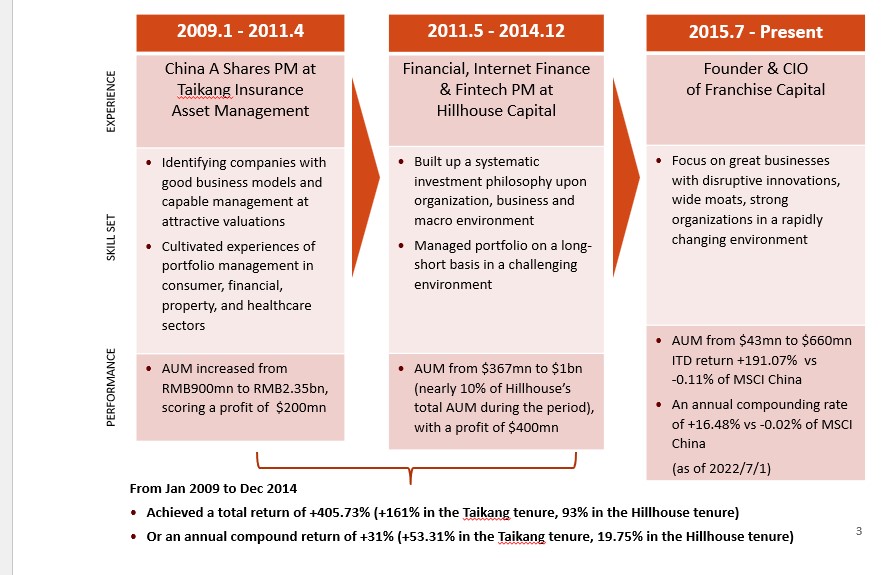 2009.1 - 2011.4
2011.5 - 2014.12
2015.7 - Present
EXPERIENCE
China A Shares PM at
Taikang Insurance
Asset Management
Financial, Internet Finance
& Fintech PM at
Hillhouse Capital
Founder & CIO
of Franchise Capital
SKILL SET
• Identifying companies with
good business models and
capable management at
attractive valuations
• Cultivated experiences of
portfolio management in
consumer, financial,
property, and healthcare
sectors
• Built up a systematic
investment philosophy upon
organization, business and
macro environment
• Managed portfolio on a long-
short basis in a challenging
environment
• Focus on great businesses
with disruptive innovations,
wide moats, strong
organizations in a rapidly
changing environment
PERFORMANCE
• AUM increased from
RMB900mn to RMB2.35bn,
scoring a profit of $200mn
• AUM from $367mn to $1bn
(nearly 10% of Hillhouse's
total AUM during the period),
with a profit of $400mn
• AUM from $43mn to $660mn
ITD return +191.07% vs
-0.11% of MSCI China
• An annual compounding rate
of +16.48% vs -0.02% of MSCI
China
(as of 2022/7/1)
From Jan 2009 to Dec 2014
• Achieved a total return of +405.73% (+161% in the Taikang tenure, 93% in the Hillhouse tenure)
• Or an annual compound return of +31% (+53.31% in the Taikang tenure, 19.75% in the Hillhouse tenure)
3